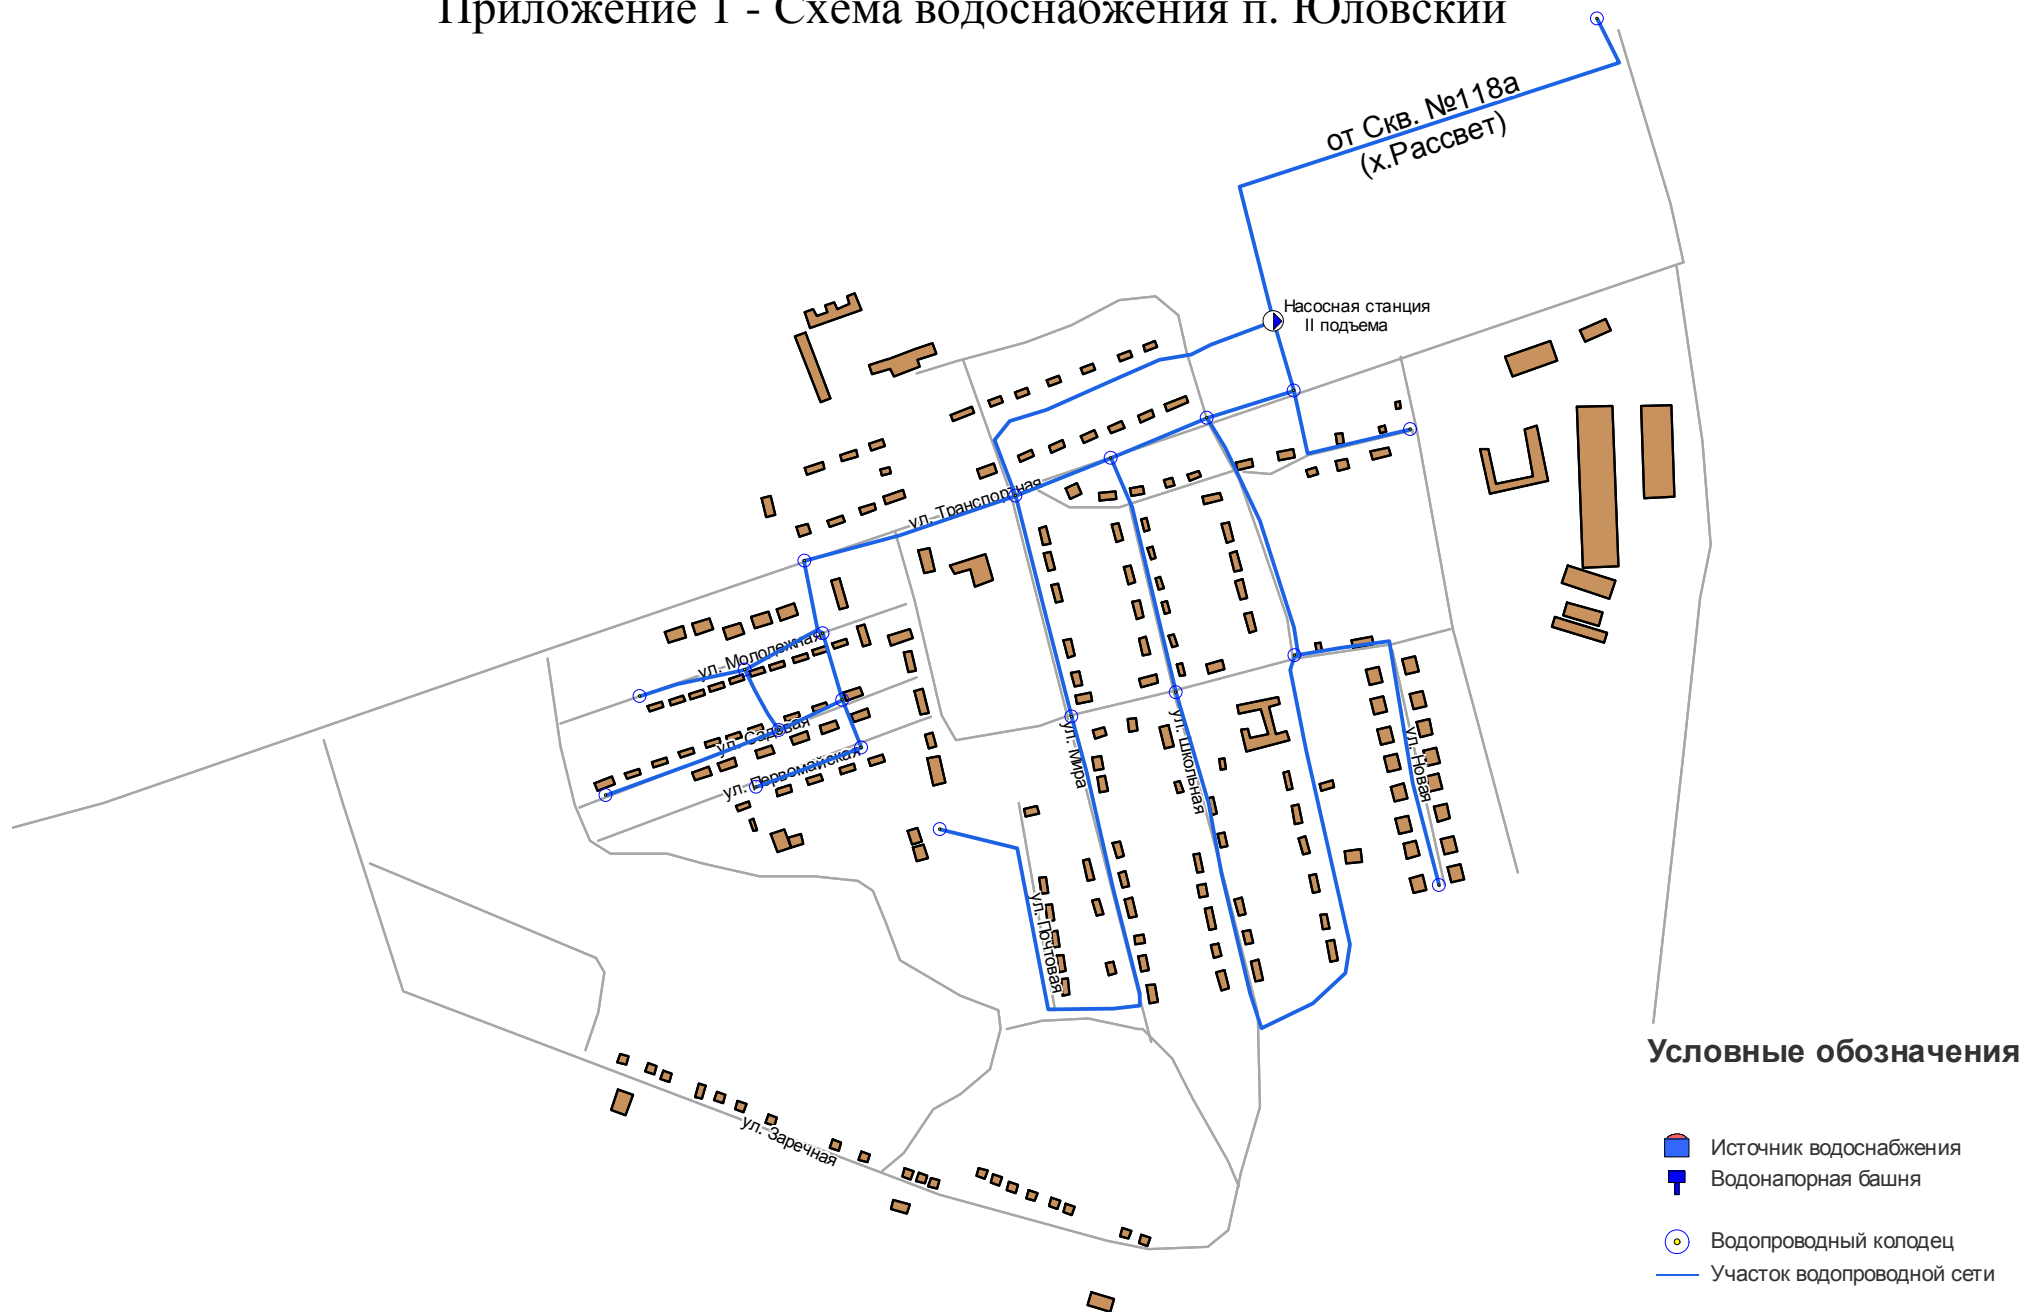 Приложение 1 - Схема водоснабжения п. Юловский
от Скв. №118а
(х.Рассвет)
Насосная станция
II подъема
ул. Транспортная
ул. Молодежная
ул. Садовая
ул. Первомайская
ул. Мира
ул. Школьная
ул. Новая
ул. Почтовая
ул. Заречная
Условные обозначения
Источник водоснабжения
Водонапорная башня
Водопроводный колодец
Участок водопроводной сети